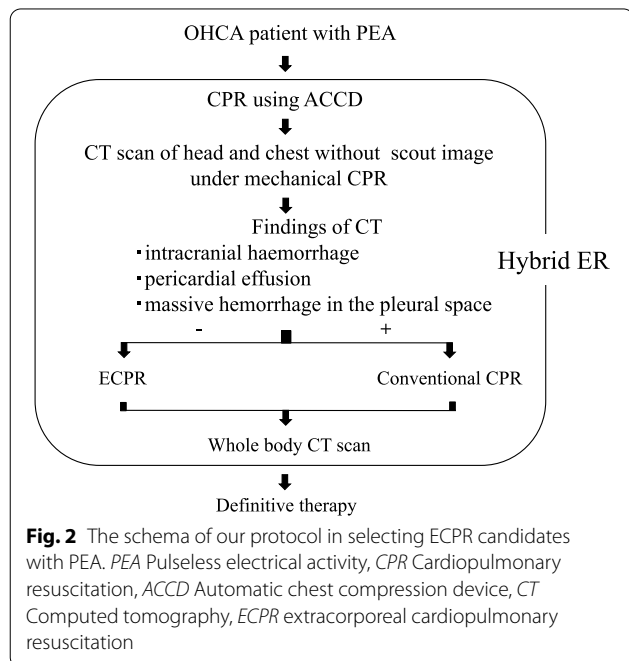 OHCA patient with PEA
CPR using ACCD
CT scan of head and chest without scout image
under mechanical CPR
Findings of CT
▪intracranial haemorrhage
▪pericardial effusion
▪massive hemorrhage in the pleural space
Hybrid ER
- +
ECPR Conventional CPR
Whole body CT scan
Definitive therapy
Fig. 2 The schema of our protocol in selecting ECPR candidates
with PEA. PEA Pulseless electrical activity, CPR Cardiopulmonary
resuscitation, ACCD Automatic chest compression device, CT
Computed tomography, ECPR extracorporeal cardiopulmonary
resuscitation